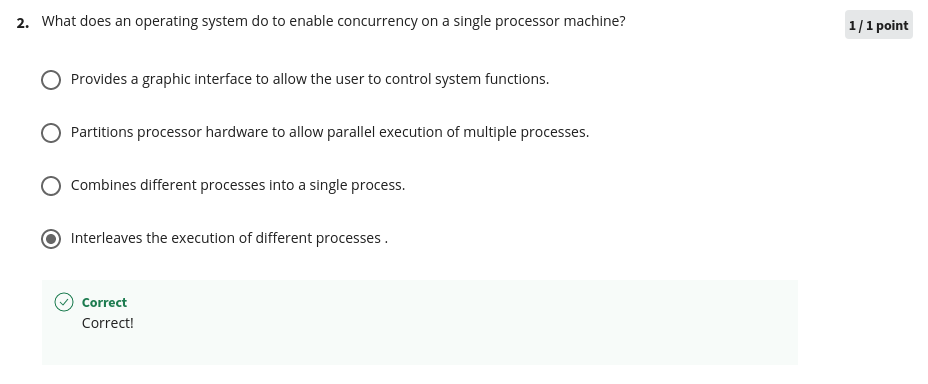 2. What does an operating system do to enable concurrency on a single processor machine?
1 / 1 point
Provides a graphic interface to allow the user to control system functions.
Partitions processor hardware to allow parallel execution of multiple processes.
Combines different processes into a single process.
Interleaves the execution of different processes .
Correct
Correct!